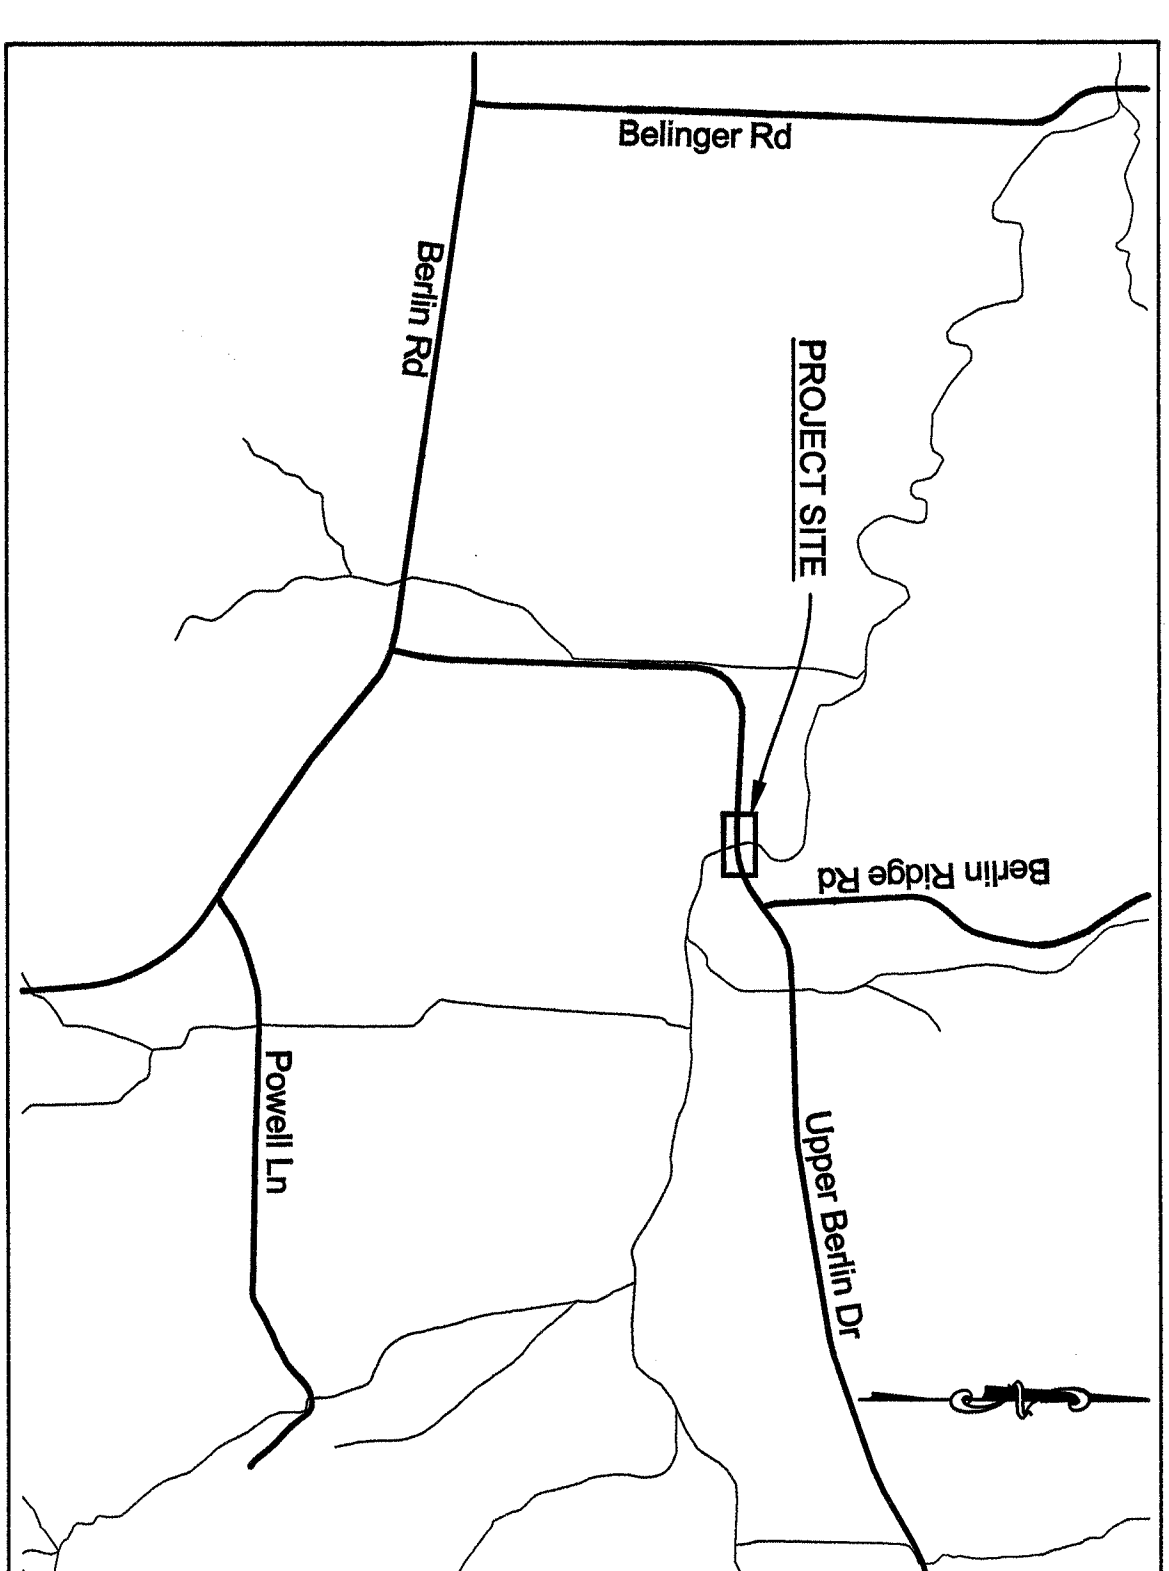 Belinger Rd
Berlin Rd
PROJECT SITE
Berlin Ridge Rd
Powell Ln
Upper Berlin Dr